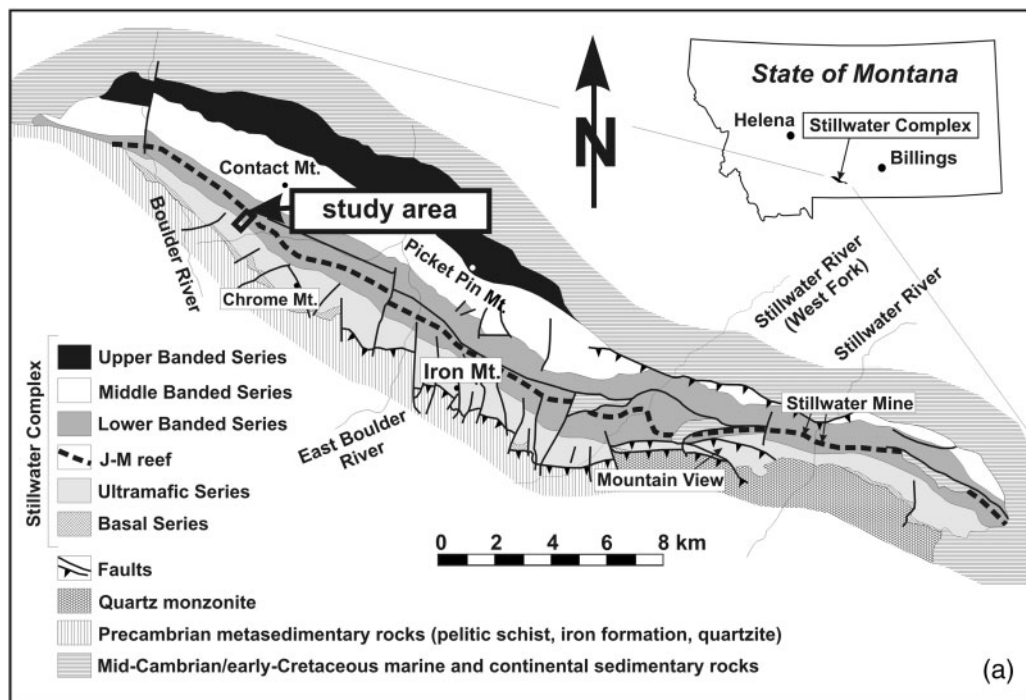 State of Montana
Helena
Stillwater Complex
Billings
N
Contact Mt.
study area
Boulder River
Picket Pin Mt.
Chrome Mt.
Stillwater River
(West Fork)
Stillwater River
Iron Mt.
East Boulder
River
Stillwater Mine
Mountain View
Stillwater Complex
Upper Banded Series
Middle Banded Series
Lower Banded Series
J-M reef
Ultramafic Series
Basal Series
0 2 4 6 8 km
Faults
Quartz monzonite
Precambrian metasedimentary rocks (pelitic schist, iron formation, quartzite)
Mid-Cambrian/early-Cretaceous marine and continental sedimentary rocks
(a)